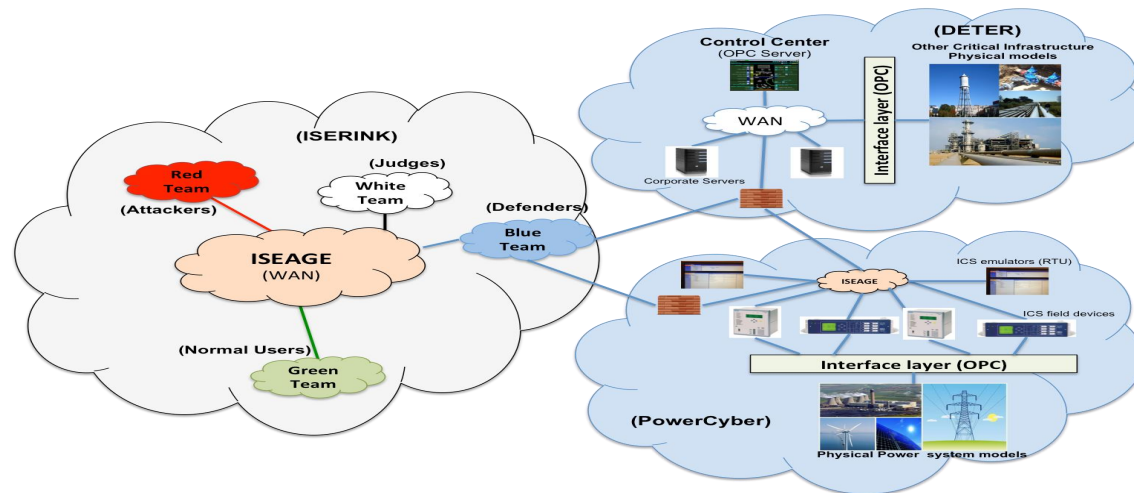 (ISERINK)
Red
Team
(Attackers)
(Judges)
White
Team
(Defenders)
Blue
Team
ISEAGE
(WAN)
(Normal Users)
Green
Team
(DETER)
Control Center
(OPC Server)
Other Critical Infrastructure
Physical models
WAN
Interface layer (OPC)
Corporate Servers
ISEAGE
ICS emulators (RTU)
ICS field devices
Interface layer (OPC)
(PowerCyber)
Physical Power system models